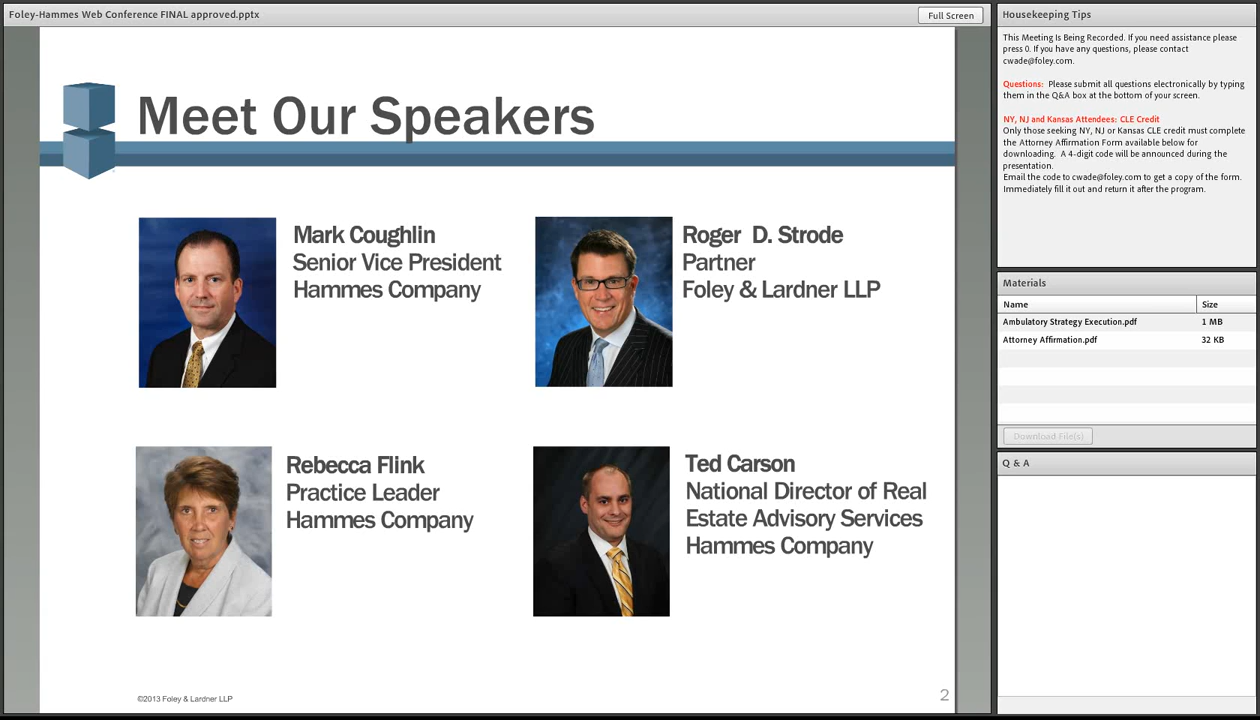 Foley-Hammes Web Conference FINAL approved.pptx
Full Screen
Meet Our Speakers
Mark Coughlin
Senior Vice President
Hammes Company
Roger D. Strode
Partner
Foley & Lardner LLP
Rebecca Flink
Practice Leader
Hammes Company
Ted Carson
National Director of Real
Estate Advisory Services
Hammes Company
©2013 Foley & Lardner LLP
2
Housekeeping Tips
This Meeting Is Being Recorded. If you need assistance please
press 0. If you have any questions, please contact
cwade@foley.com.
Questions: Please submit all questions electronically by typing
them in the Q&A box at the bottom of your screen.
NY, NJ and Kansas Attendees: CLE Credit
Only those seeking NY, NJ or Kansas CLE credit must complete
the Attorney Affirmation Form available below for
downloading. A 4-digit code will be announced during the
presentation.
Email the code to cwade@foley.com to get a copy of the form.
Immediately fill it out and return it after the program.
Materials
Name Size
Ambulatory Strategy Execution.pdf 1 MB
Attorney Affirmation.pdf 32 KB
Download File(s)
Q & A